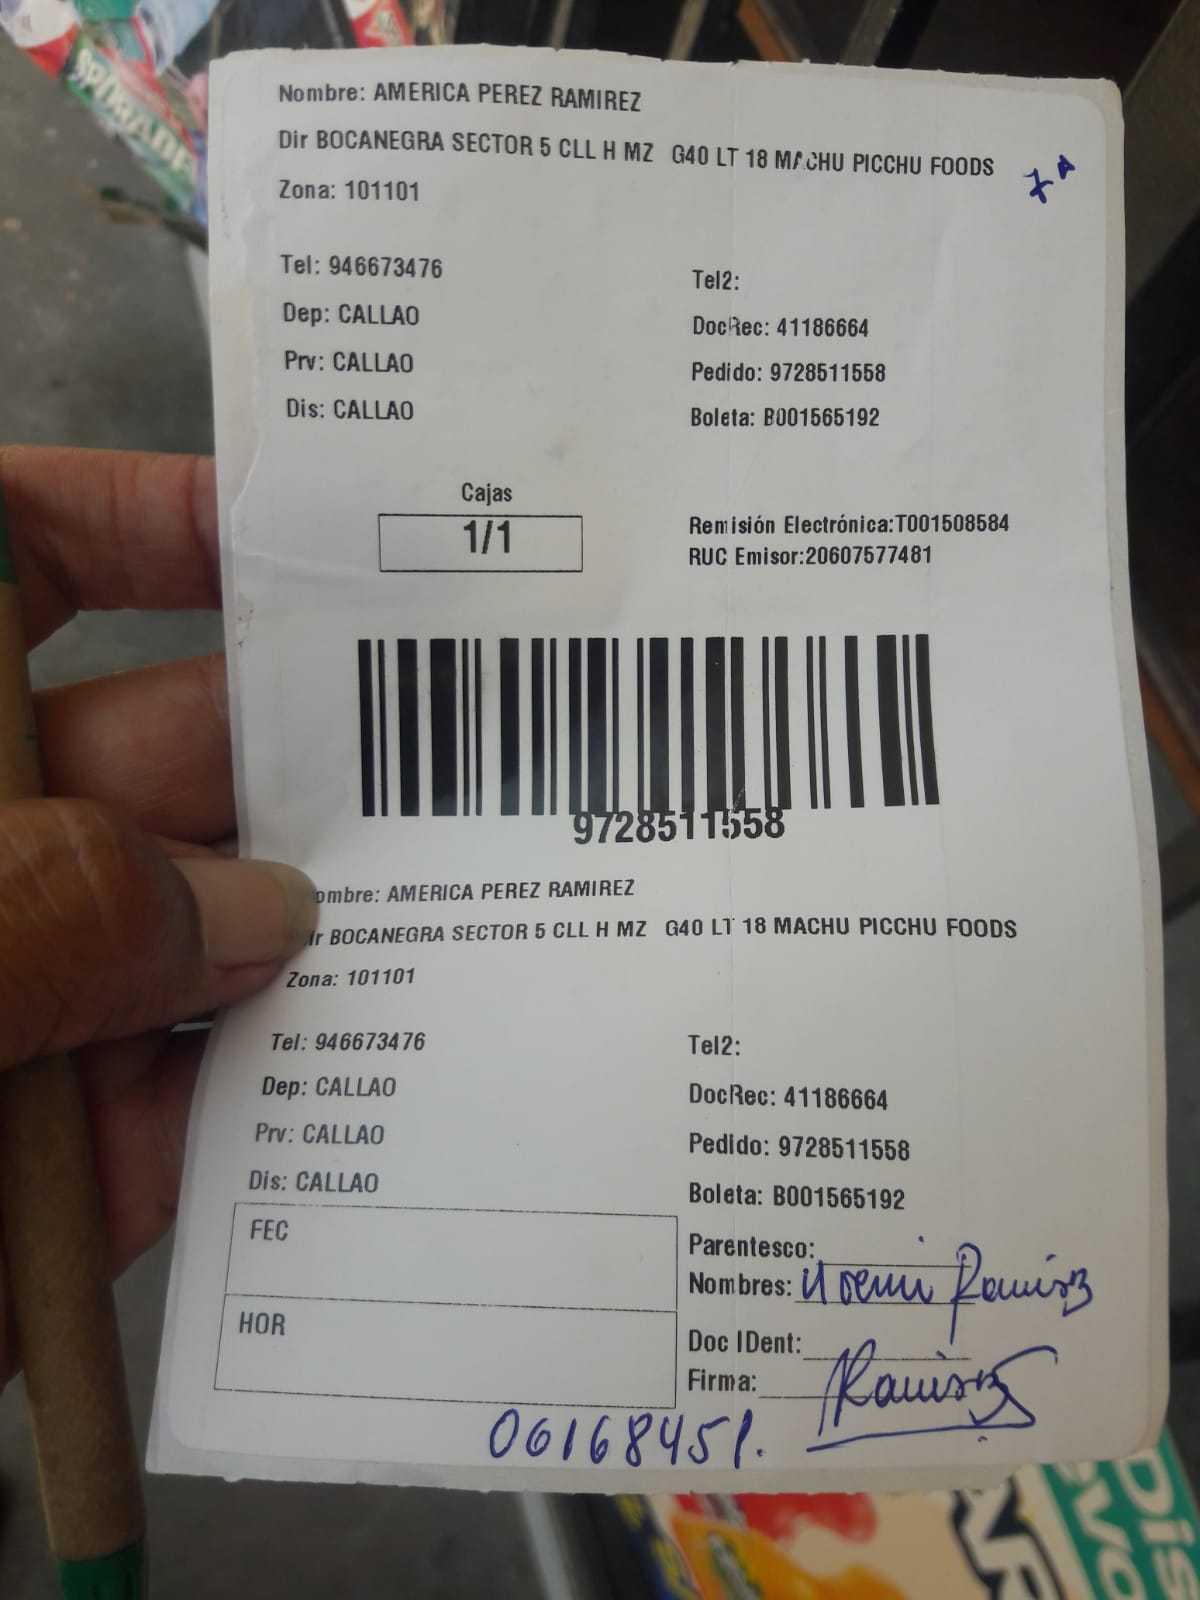 SPORADE
Nombre: AMERICA PEREZ RAMIREZ
Dir BOCANEGRA SECTOR 5 CLL H MZ G40 LT 18 MACHU PICCHU FOODS
Zona: 101101
Tel: 946673476
Tel2:
Dep: CALLAO
DocRec: 41186664
Prv: CALLAO
Pedido: 9728511558
Dis: CALLAO
Boleta: B001565192
Cajas
1/1
Remisión Electrónica:T001508584
RUC Emisor:20607577481
9728511558
ombre: AMERICA PEREZ RAMIREZ
ir BOCANEGRA SECTOR 5 CLL H MZ G40 LT 18 MACHU PICCHU FOODS
Zona: 101101
Tel: 946673476
Tel2:
Dep: CALLAO
DocRec: 41186664
Prv: CALLAO
Pedido: 9728511558
Dis: CALLAO
Boleta: B001565192
FEC
Parentesco:
Nombres: Noemi Ramirez
HOR
Doc IDent:
Firma: Ramirez
06168451.